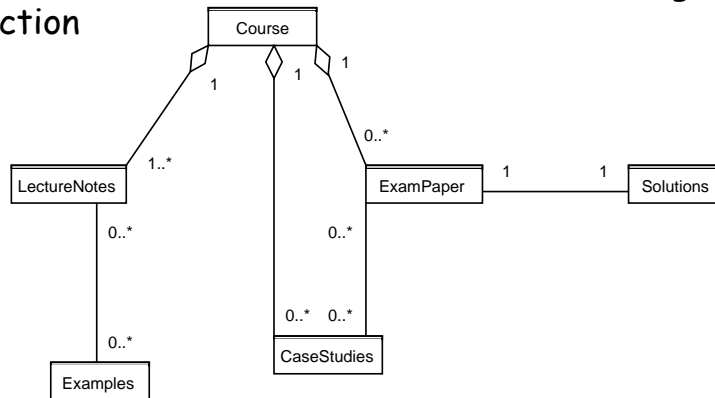 ction
g
Course
1
1
1
1..*
0..*
LectureNotes
ExamPaper
1
1
Solutions
0..*
0..*
0..*
0..*
0..*
CaseStudies
Examples